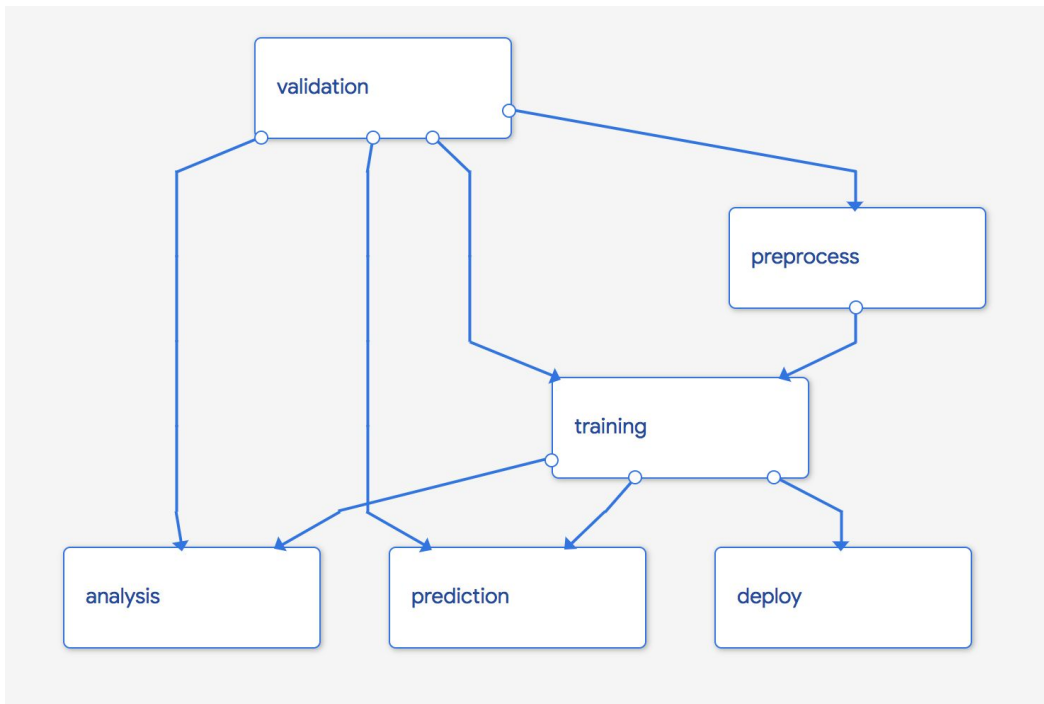 validation
preprocess
training
analysis
prediction
deploy